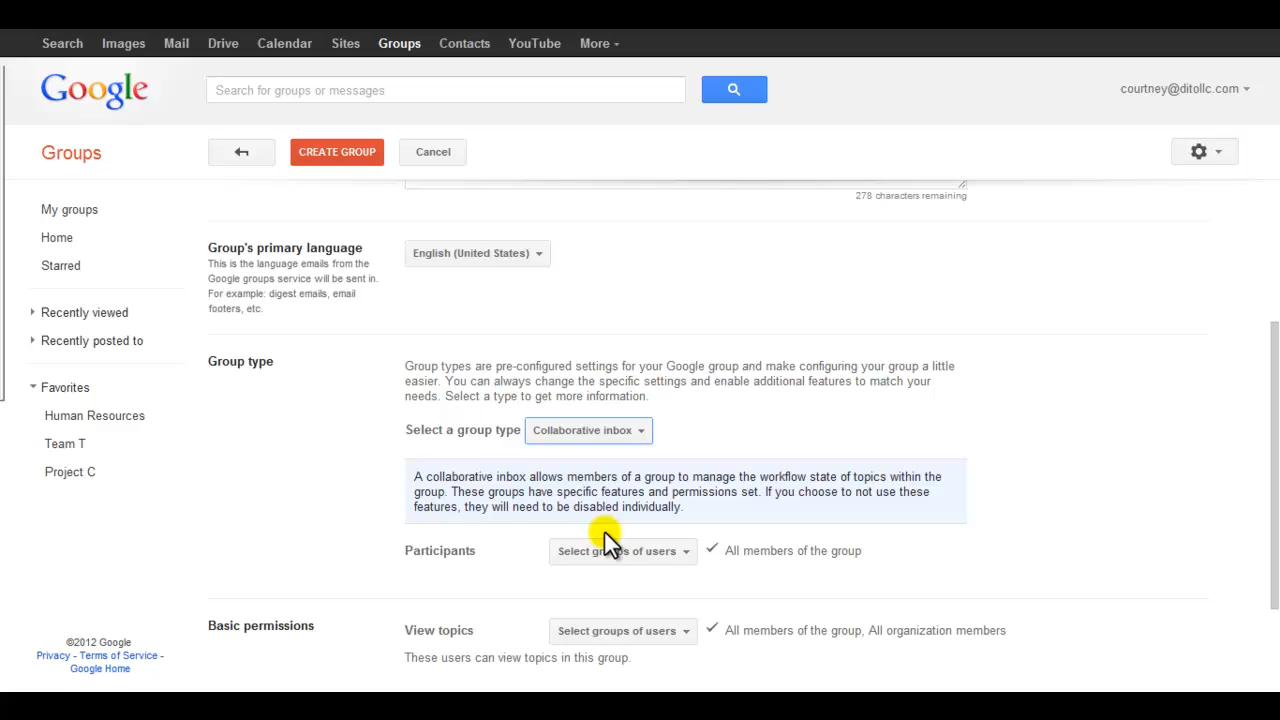 Search Images Mail Drive Calendar Sites Groups Contacts YouTube More
Google
Search for groups or messages
courtney@ditollc.com
Groups
CREATE GROUP
Cancel
278 characters remaining
My groups
Home
Starred
Recently viewed
Recently posted to
Favorites
Human Resources
Team T
Project C
©2012 Google
Privacy - Terms of Service -
Google Home
Group's primary language
This is the language emails from the
Google groups service will be sent in.
For example: digest emails, email
footers, etc.
English (United States)
Group type
Group types are pre-configured settings for your Google group and make configuring your group a little
easier. You can always change the specific settings and enable additional features to match your
needs. Select a type to get more information.
Select a group type Collaborative inbox
A collaborative inbox allows members of a group to manage the workflow state of topics within the
group. These groups have specific features and permissions set. If you choose to not use these
features, they will need to be disabled individually.
Participants Select groups of users All members of the group
Basic permissions
View topics Select groups of users All members of the group, All organization members
These users can view topics in this group.